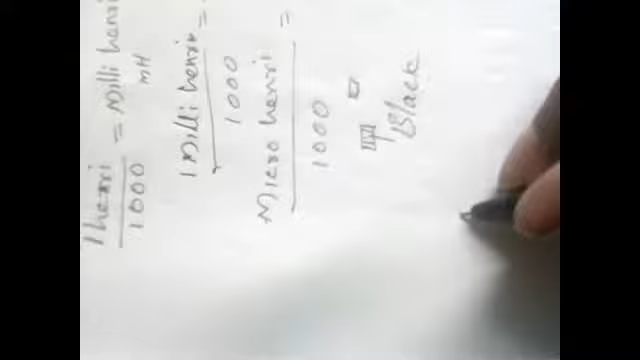 1 henri / 1000 = Milli henri mH
1 Milli henri / 1000 =
Micro henri / 1000 =
Black